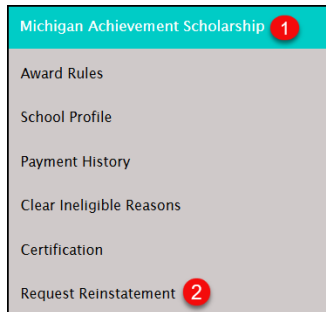 Michigan Achievement Scholarship 1
Award Rules
School Profile
Payment History
Clear Ineligible Reasons
Certification
Request Reinstatement 2